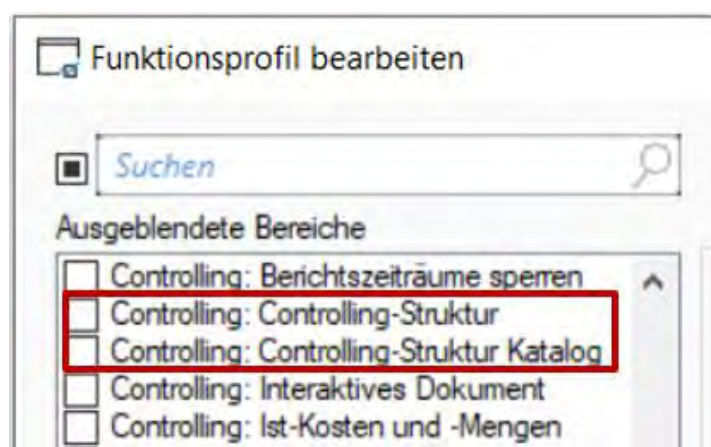 Funktionsprofil bearbeiten
Suchen
Ausgeblendete Bereiche
Controlling: Berichtszeiträume sperren
Controlling: Controlling-Struktur
Controlling: Controlling-Struktur Katalog
Controlling: Interaktives Dokument
Controlling: Ist-Kosten und -Mengen